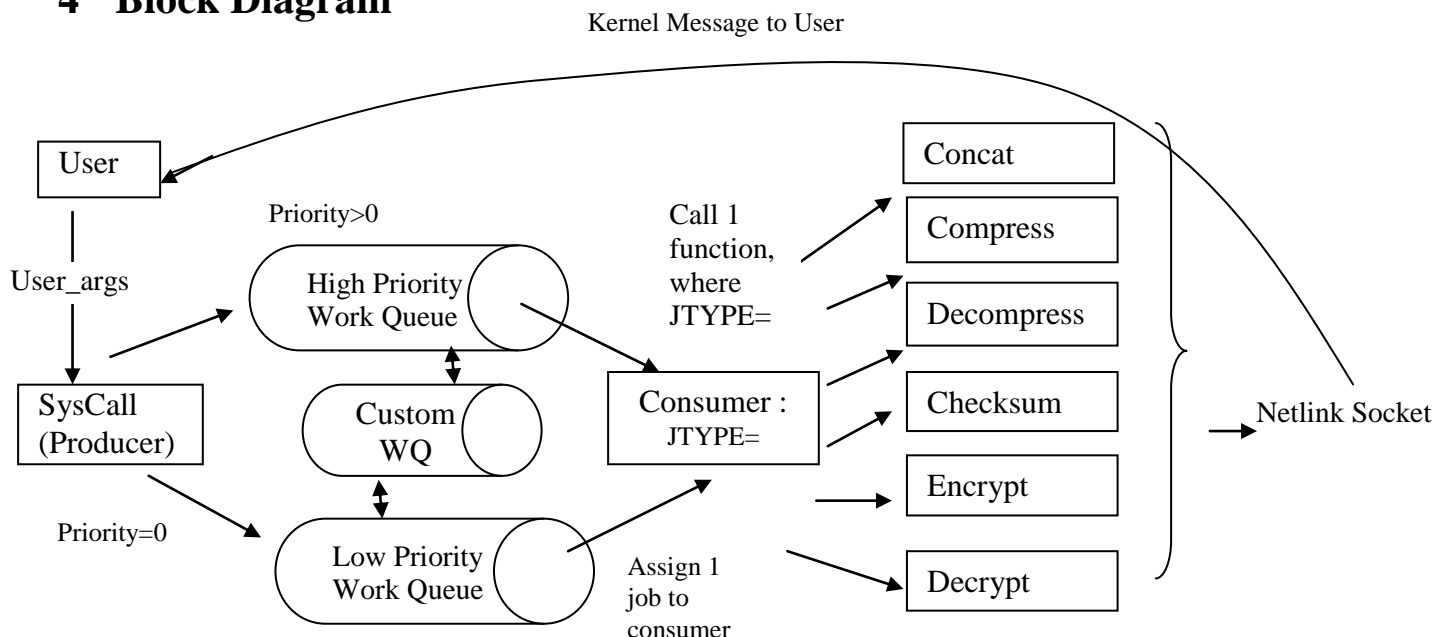 4 Block Diagram
Kernel Message to User
User
Concat
Priority>0
Call 1
function,
where
JTYPE=
Compress
User_args
High Priority
Work Queue
Decompress
SysCall
(Producer)
Custom
WQ
Consumer :
JTYPE=
Checksum
Netlink Socket
Encrypt
Priority=0
Low Priority
Work Queue
Assign 1
job to
consumer
Decrypt